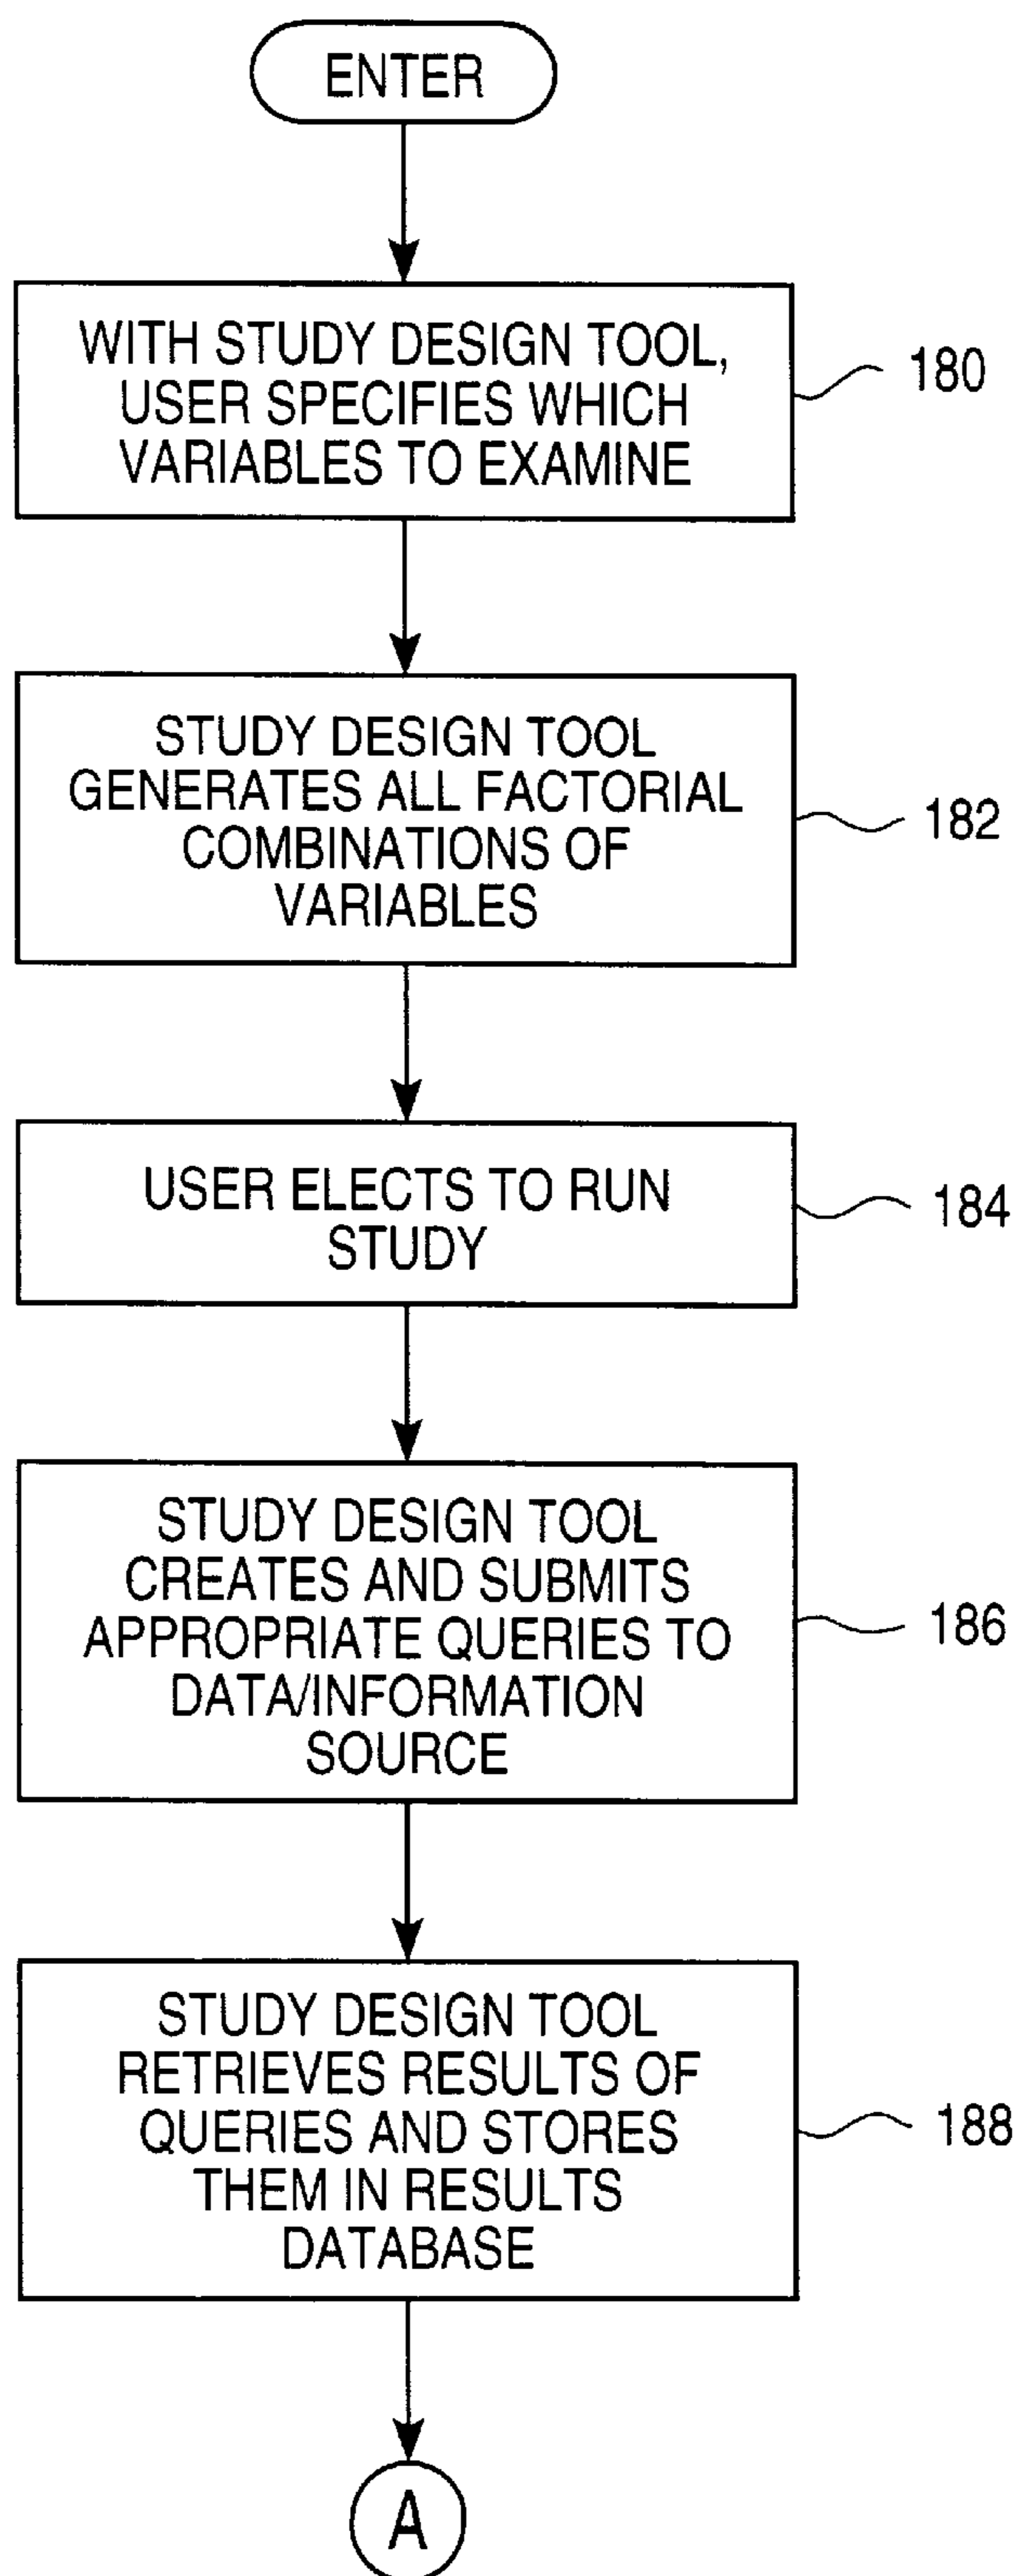 ENTER
WITH STUDY DESIGN TOOL,
USER SPECIFIES WHICH
VARIABLES TO EXAMINE
180
STUDY DESIGN TOOL
GENERATES ALL FACTORIAL
COMBINATIONS OF
VARIABLES
182
USER ELECTS TO RUN
STUDY
184
STUDY DESIGN TOOL
CREATES AND SUBMITS
APPROPRIATE QUERIES TO
DATA/INFORMATION
SOURCE
186
STUDY DESIGN TOOL
RETRIEVES RESULTS OF
QUERIES AND STORES
THEM IN RESULTS
DATABASE
188
A